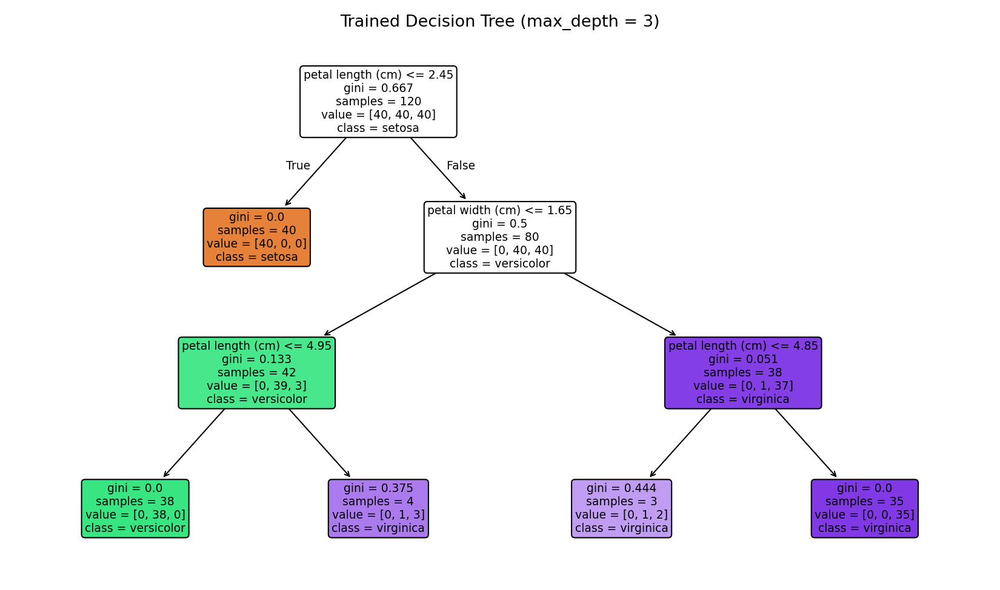 Trained Decision Tree (max_depth = 3)
petal length (cm) <= 2.45
gini = 0.667
samples = 120
value = [40, 40, 40]
class = setosa
True
False
gini = 0.0
samples = 40
value = [40, 0, 0]
class = setosa
petal width (cm) <= 1.65
gini = 0.5
samples = 80
value = [0, 40, 40]
class = versicolor
petal length (cm) <= 4.95
gini = 0.133
samples = 42
value = [0, 39, 3]
class = versicolor
petal length (cm) <= 4.85
gini = 0.051
samples = 38
value = [0, 1, 37]
class = virginica
gini = 0.0
samples = 38
value = [0, 38, 0]
class = versicolor
gini = 0.375
samples = 4
value = [0, 1, 3]
class = virginica
gini = 0.444
samples = 3
value = [0, 1, 2]
class = virginica
gini = 0.0
samples = 35
value = [0, 0, 35]
class = virginica